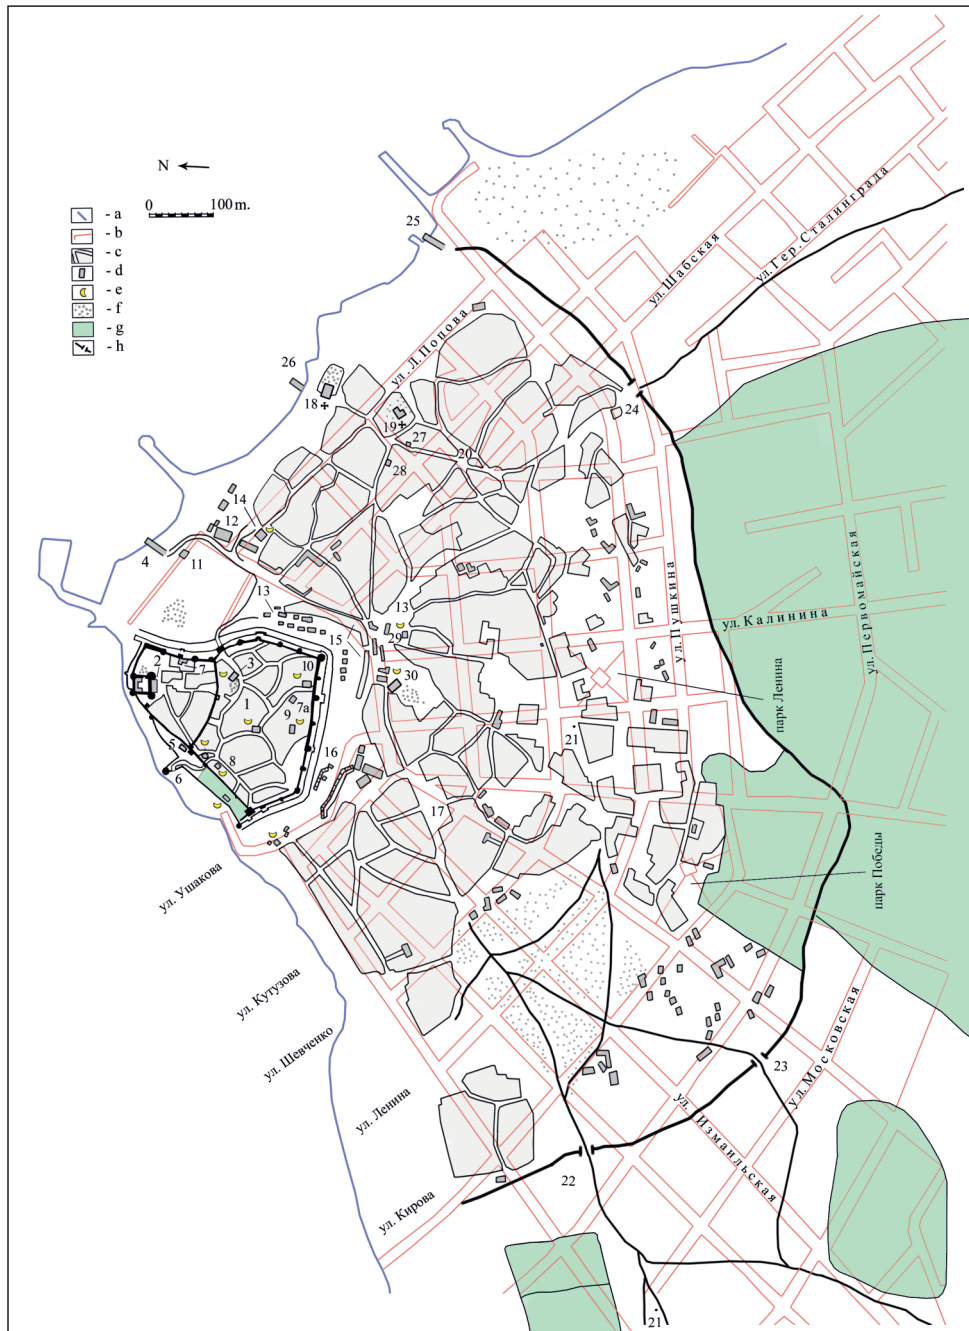 N
0 100 m.
- a
- b
- c
- d
- e
- f
- g
- h
25
ул. Шабская
ул. Гер. Сталинграда
ул. Л. Попова
26
18
19
27
28
20
24
14
12
4
11
13
13
15
29
30
2
7
3
10
1
7а
9
5
6
8
16
17
21
ул. Пушкина
ул. Калинина
ул. Первомайская
парк Ленина
парк Победы
ул. Ушакова
ул. Кутузова
ул. Шевченко
ул. Ленина
ул. Кирова
23
22
ул. Московская
ул. Измаильская
21